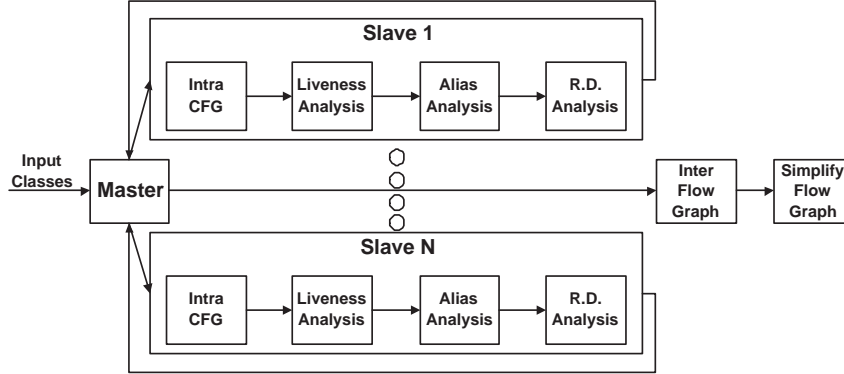 Slave 1
Intra
CFG
Liveness
Analysis
Alias
Analysis
R.D.
Analysis
Input
Classes
Master
Inter
Flow
Graph
Simplify
Flow
Graph
Slave N
Intra
CFG
Liveness
Analysis
Alias
Analysis
R.D.
Analysis